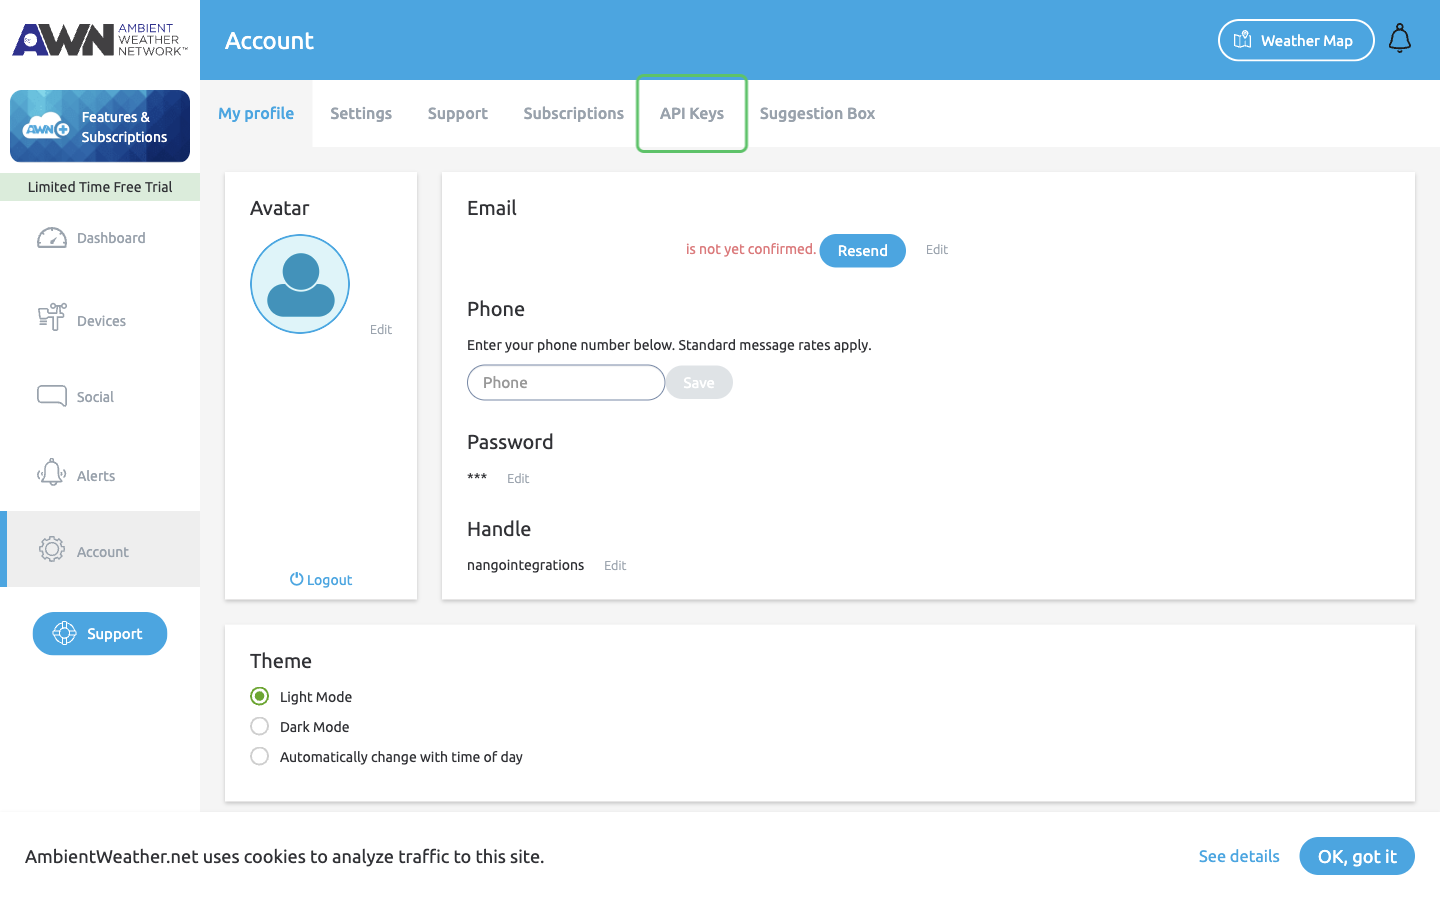 AWN AMBIENT
WEATHER
NETWORK™
Account
Weather Map
AWN+ Features &
Subscriptions
Limited Time Free Trial
Dashboard
Devices
Social
Alerts
Account
Support
My profile Settings Support Subscriptions API Keys Suggestion Box
Avatar
Edit
Logout
Email
is not yet confirmed. Resend Edit
Phone
Enter your phone number below. Standard message rates apply.
Phone Save
Password
*** Edit
Handle
nangointegrations Edit
Theme
Light Mode
Dark Mode
Automatically change with time of day
AmbientWeather.net uses cookies to analyze traffic to this site. See details OK, got it